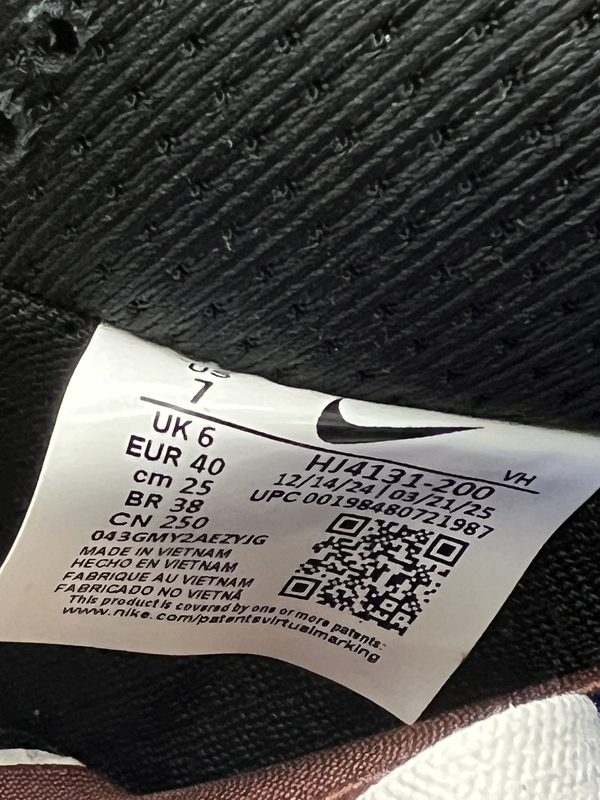 US
7
UK 6
EUR 40
cm 25
BR 38
CN 250
043GMY2AEZYJG
MADE IN VIETNAM
HECHO EN VIETNAM
FABRIQUE AU VIETNAM
FABRICADO NO VIETNÃ
This product is covered by one or more patents:
www.nike.com/patentsvirtualmarking
VH
HJ4131-200
12/14/24 | 03/21/25
UPC 00198480721987